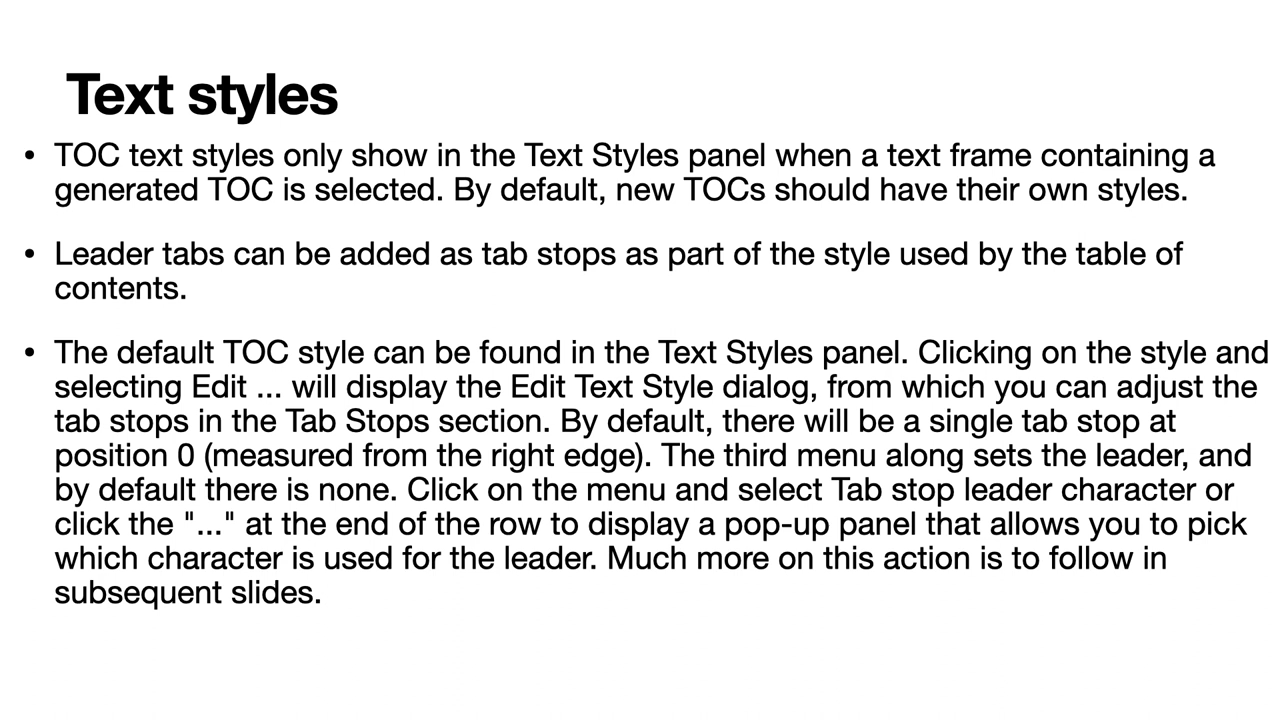 Text styles
• TOC text styles only show in the Text Styles panel when a text frame containing a
generated TOC is selected. By default, new TOCs should have their own styles.
• Leader tabs can be added as tab stops as part of the style used by the table of
contents.
• The default TOC style can be found in the Text Styles panel. Clicking on the style and
selecting Edit ... will display the Edit Text Style dialog, from which you can adjust the
tab stops in the Tab Stops section. By default, there will be a single tab stop at
position 0 (measured from the right edge). The third menu along sets the leader, and
by default there is none. Click on the menu and select Tab stop leader character or
click the "..." at the end of the row to display a pop-up panel that allows you to pick
which character is used for the leader. Much more on this action is to follow in
subsequent slides.